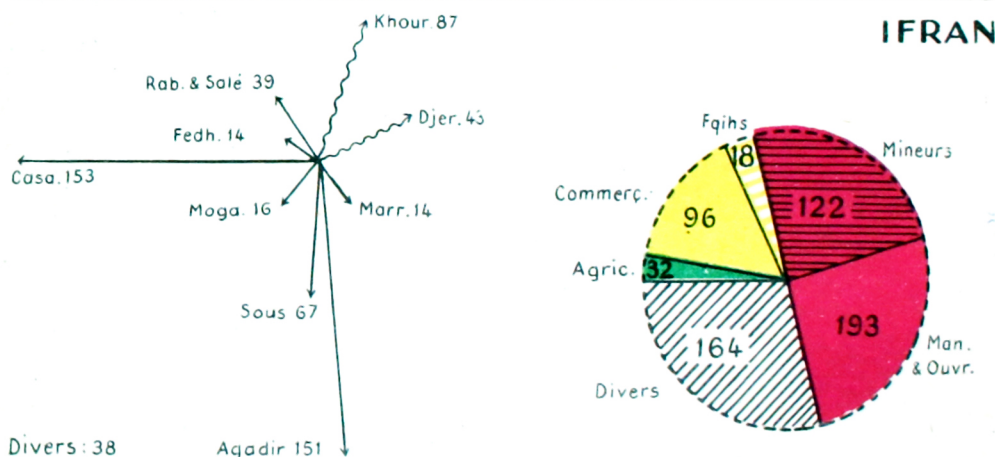 IFRAN
Khour. 87
Rab. & Salé 39
Djer. 43
Fedh. 14
Casa. 153
Moga. 16
Marr. 14
Sous 67
Agadir 151
Divers : 38
Fqihs
18
Mineurs
122
Commerç.
96
Agric. 32
193
Man.
& Ouvr.
164
Divers